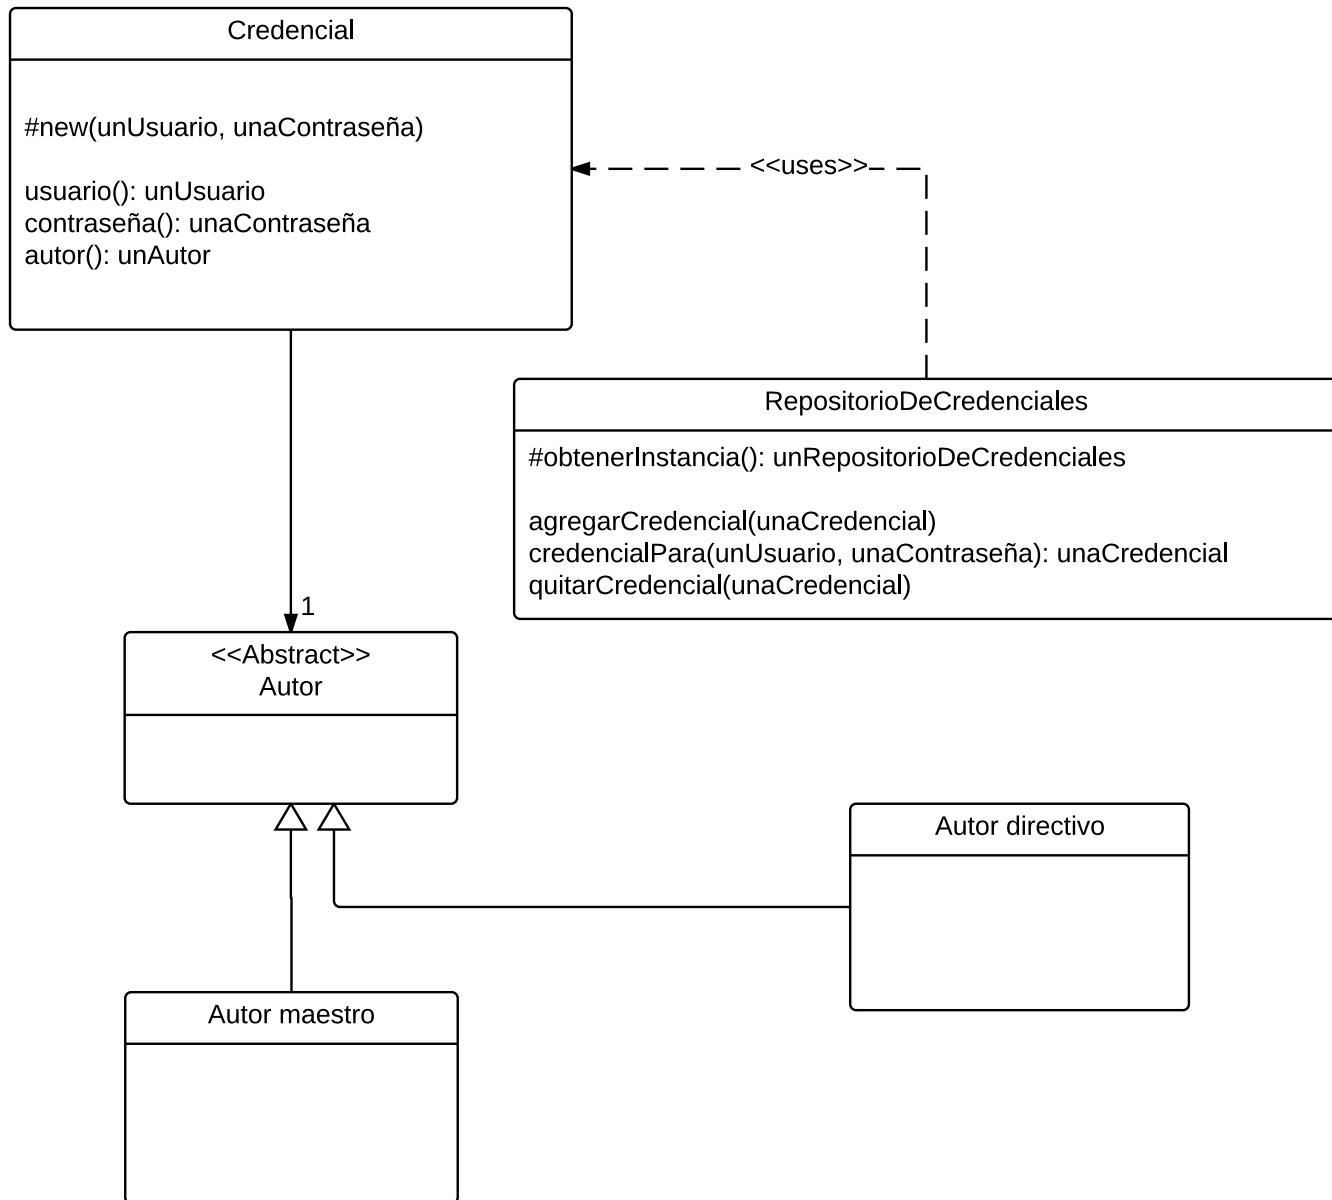 Credencial
#new(unUsuario, unaContraseña)
usuario(): unUsuario
contraseña(): unaContraseña
autor(): unAutor
<<uses>>
RepositorioDeCredenciales
#obtenerInstancia(): unRepositorioDeCredenciales
agregarCredencial(unaCredencial)
credencialPara(unUsuario, unaContraseña): unaCredencial
quitarCredencial(unaCredencial)
1
<<Abstract>>
Autor
Autor directivo
Autor maestro